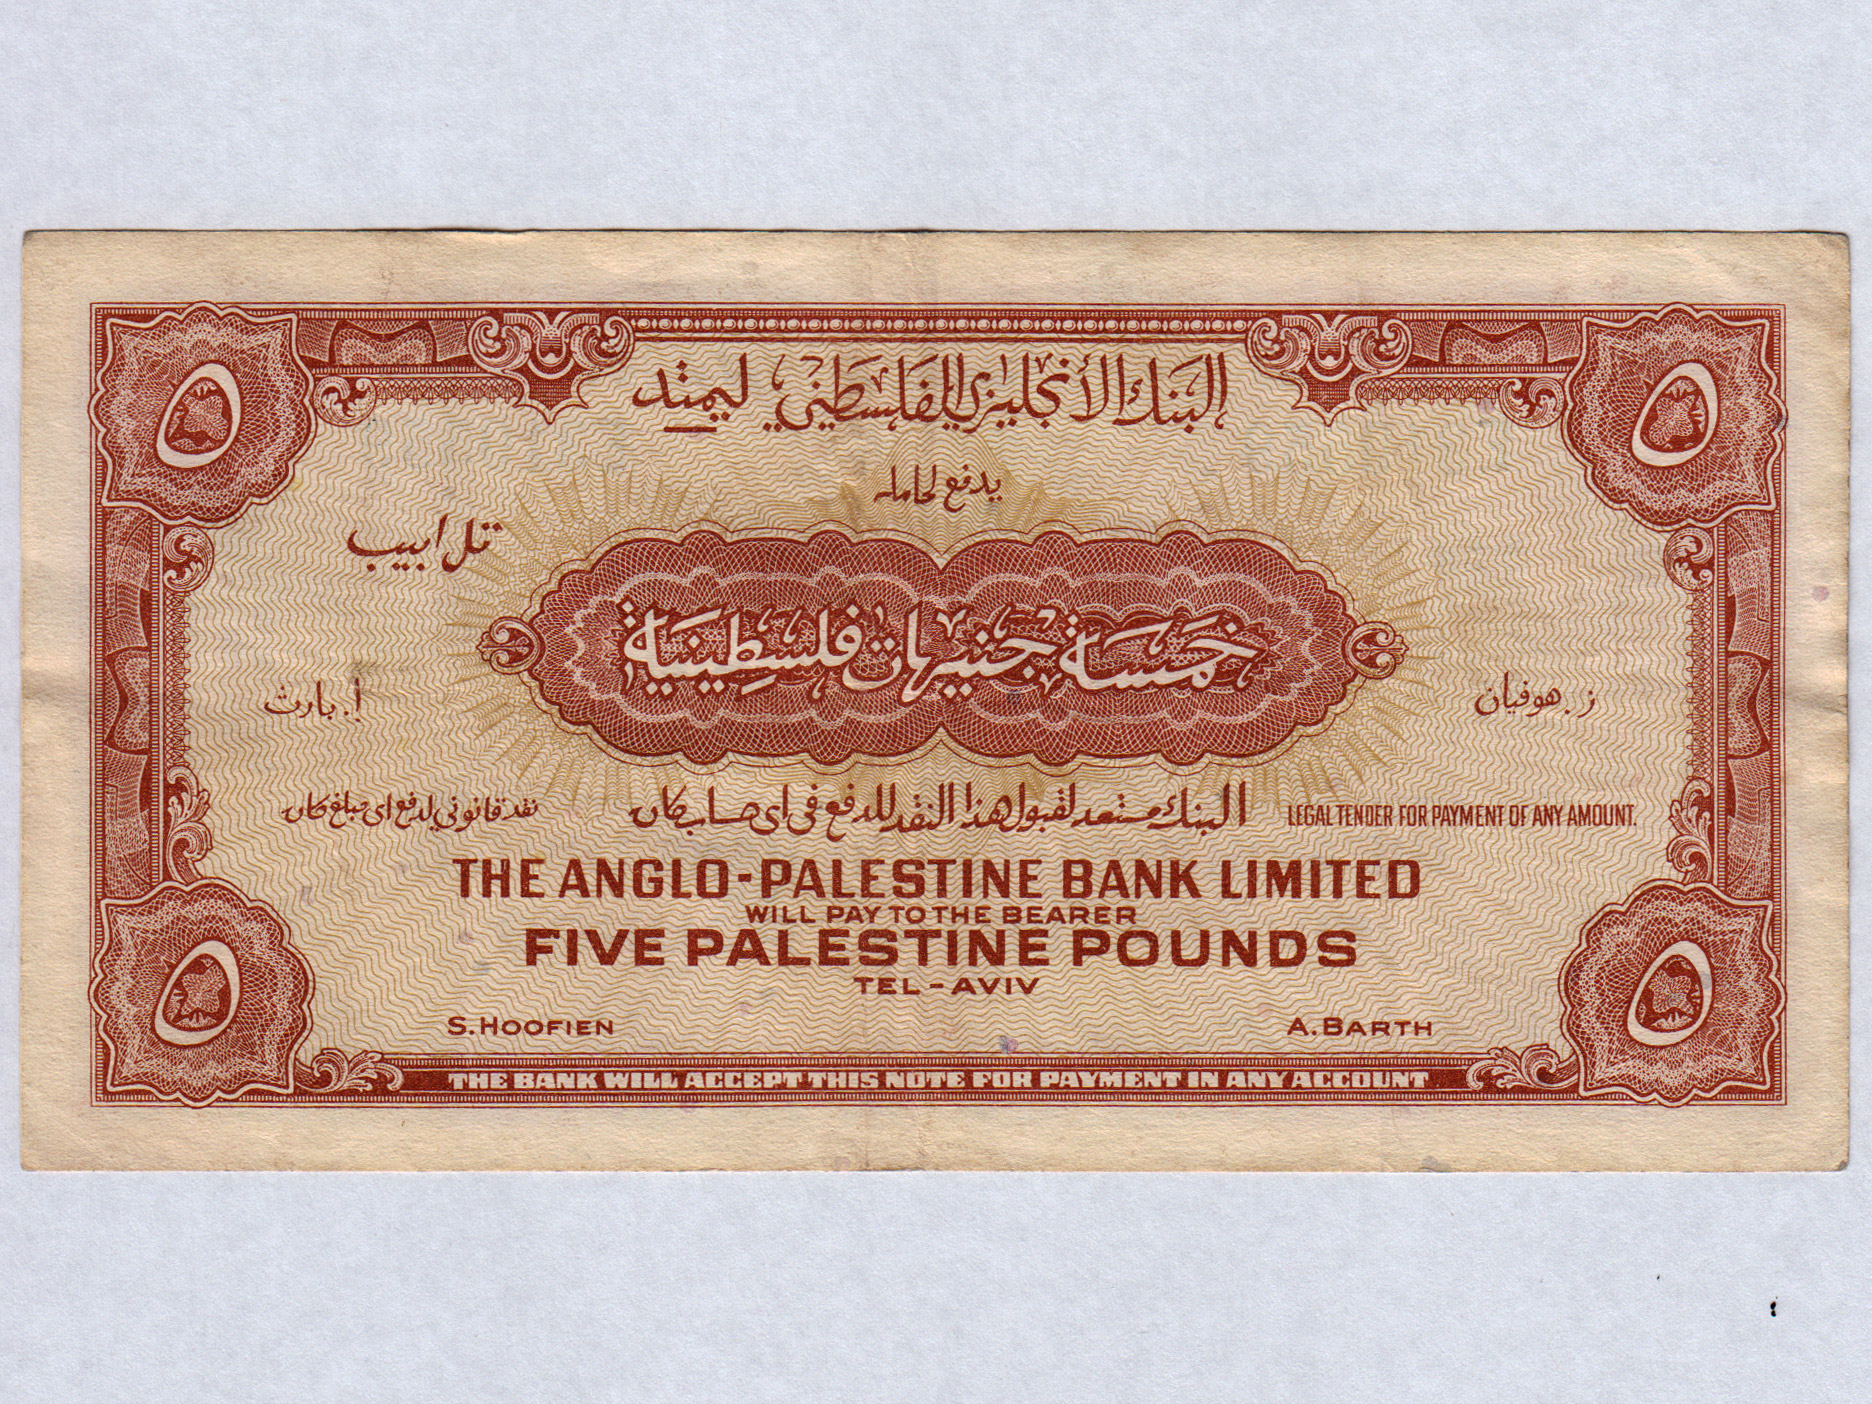 البنك الأنجليزي الفلسطيني ليمتد
يدفع لحامله
تل ابيب
خمسة جنيهات فلسطينية
ز. هوفيان
أ. بارث
البنك مستعد لقبول هذا النقد للدفع في اي حساب كان
نقد قانوني لدفع اي مبلغ كان
LEGAL TENDER FOR PAYMENT OF ANY AMOUNT.
THE ANGLO-PALESTINE BANK LIMITED
WILL PAY TO THE BEARER
FIVE PALESTINE POUNDS
TEL-AVIV
S. HOOFIEN
A. BARTH
THE BANK WILL ACCEPT THIS NOTE FOR PAYMENT IN ANY ACCOUNT
٥
٥
٥
٥